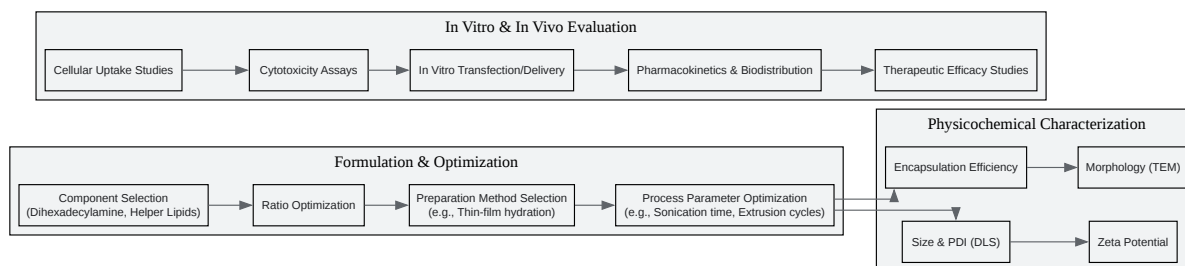 In Vitro & In Vivo Evaluation
Cellular Uptake Studies
Cytotoxicity Assays
In Vitro Transfection/Delivery
Pharmacokinetics & Biodistribution
Therapeutic Efficacy Studies
Formulation & Optimization
Component Selection
(Dihexadecylamine, Helper Lipids)
Ratio Optimization
Preparation Method Selection
(e.g., Thin-film hydration)
Process Parameter Optimization
(e.g., Sonication time, Extrusion cycles)
Physicochemical Characterization
Encapsulation Efficiency
Morphology (TEM)
Size & PDI (DLS)
Zeta Potential